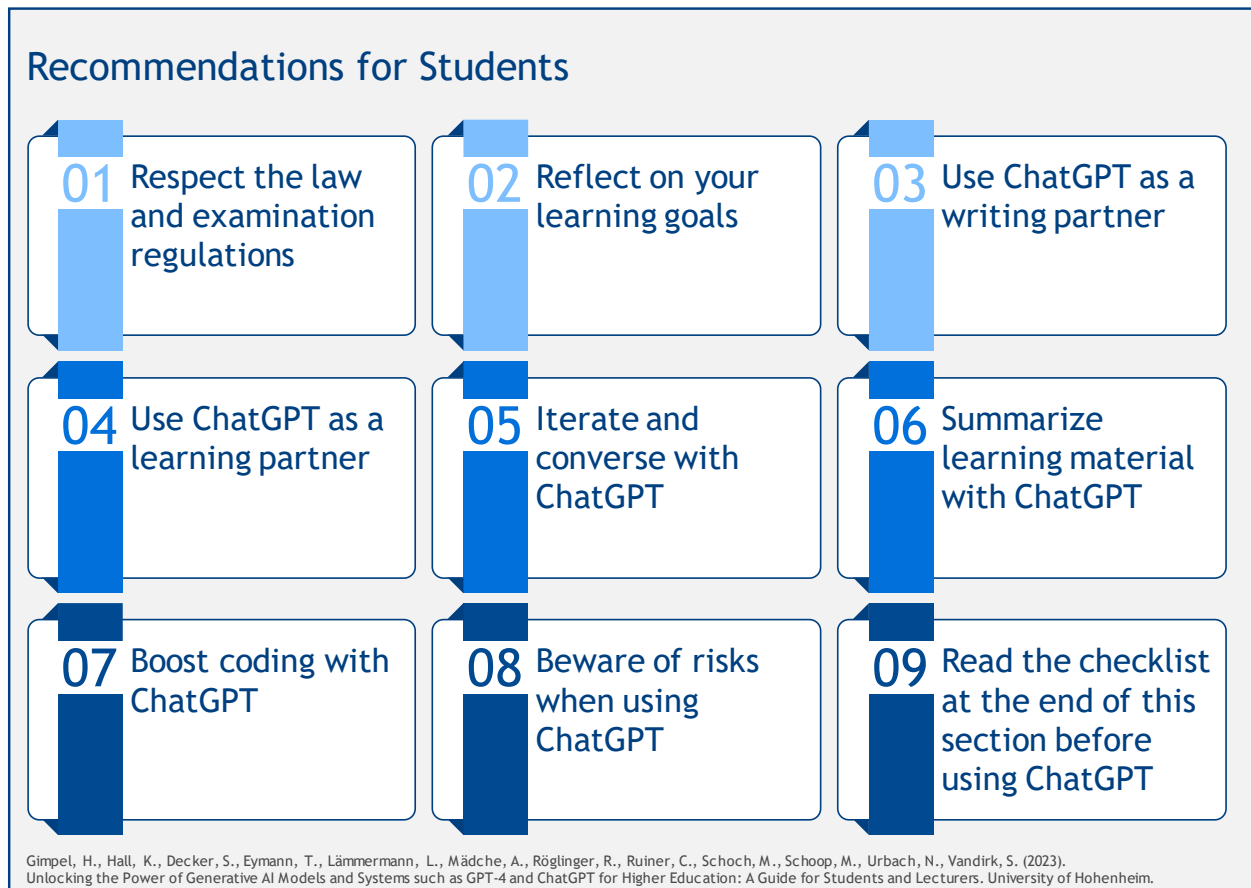 Recommendations for Students
01
Respect the law
and examination
regulations
02
Reflect on your
learning goals
03
Use ChatGPT as a
writing partner
04
Use ChatGPT as a
learning partner
05
Iterate and
converse with
ChatGPT
06
Summarize
learning material
with ChatGPT
07
Boost coding with
ChatGPT
08
Beware of risks
when using
ChatGPT
09
Read the checklist
at the end of this
section before
using ChatGPT
Gimpel, H., Hall, K., Decker, S., Eymann, T., Lämmermann, L., Mädche, A., Röglinger, R., Ruiner, C., Schoch, M., Schoop, M., Urbach, N., Vandirk, S. (2023).
Unlocking the Power of Generative AI Models and Systems such as GPT-4 and ChatGPT for Higher Education: A Guide for Students and Lecturers. University of Hohenheim.